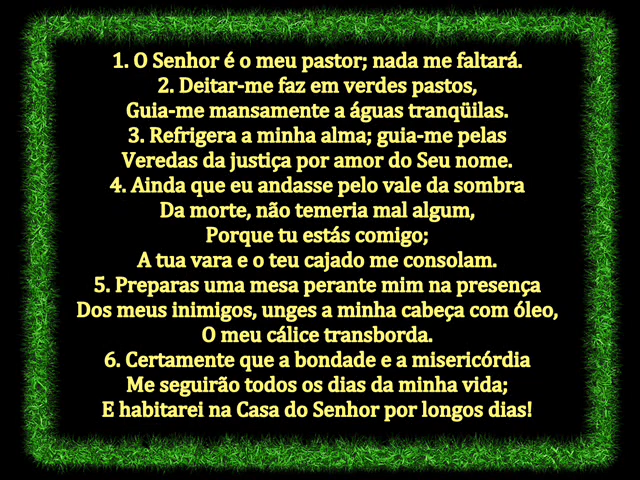 1. O Senhor é o meu pastor; nada me faltará.
2. Deitar-me faz em verdes pastos,
Guia-me mansamente a águas tranqüilas.
3. Refrigera a minha alma; guia-me pelas
Veredas da justiça por amor do Seu nome.
4. Ainda que eu andasse pelo vale da sombra
Da morte, não temeria mal algum,
Porque tu estás comigo;
A tua vara e o teu cajado me consolam.
5. Preparas uma mesa perante mim na presença
Dos meus inimigos, unges a minha cabeça com óleo,
O meu cálice transborda.
6. Certamente que a bondade e a misericórdia
Me seguirão todos os dias da minha vida;
E habitarei na Casa do Senhor por longos dias!